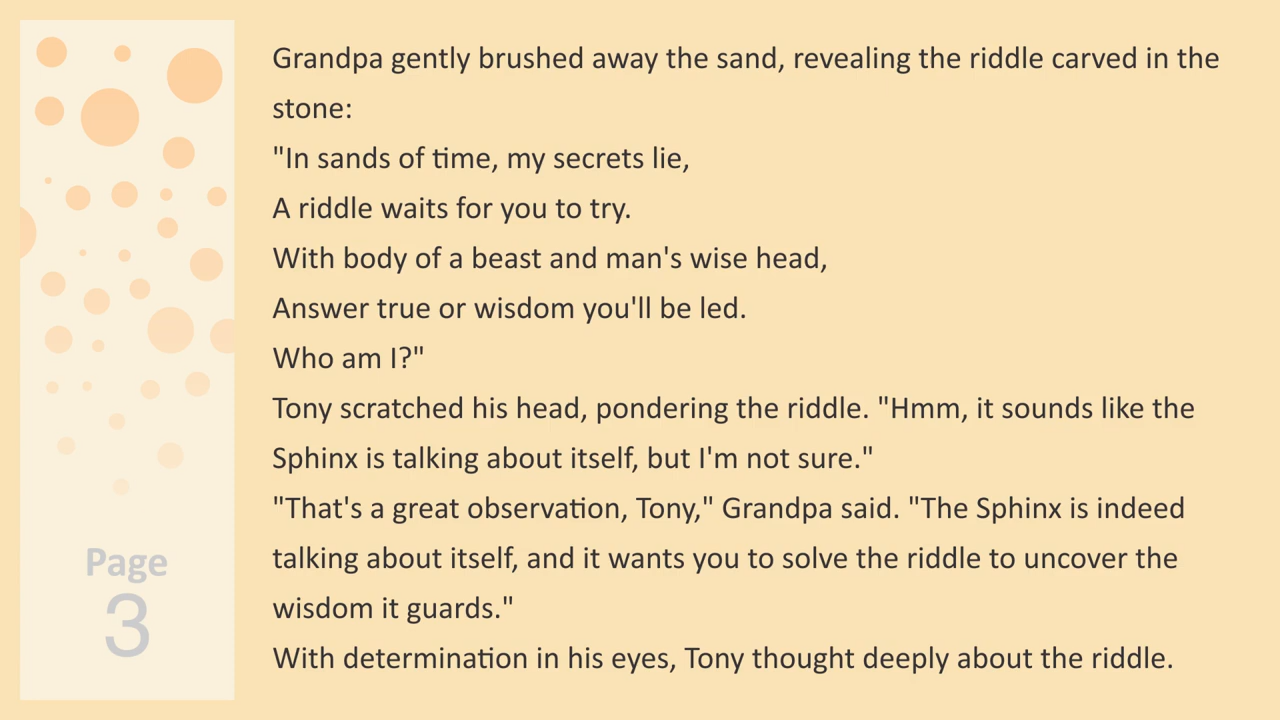 Grandpa gently brushed away the sand, revealing the riddle carved in the
stone:
"In sands of time, my secrets lie,
A riddle waits for you to try.
With body of a beast and man's wise head,
Answer true or wisdom you'll be led.
Who am I?"
Tony scratched his head, pondering the riddle. "Hmm, it sounds like the
Sphinx is talking about itself, but I'm not sure."
"That's a great observation, Tony," Grandpa said. "The Sphinx is indeed
talking about itself, and it wants you to solve the riddle to uncover the
wisdom it guards."
With determination in his eyes, Tony thought deeply about the riddle.
Page
3